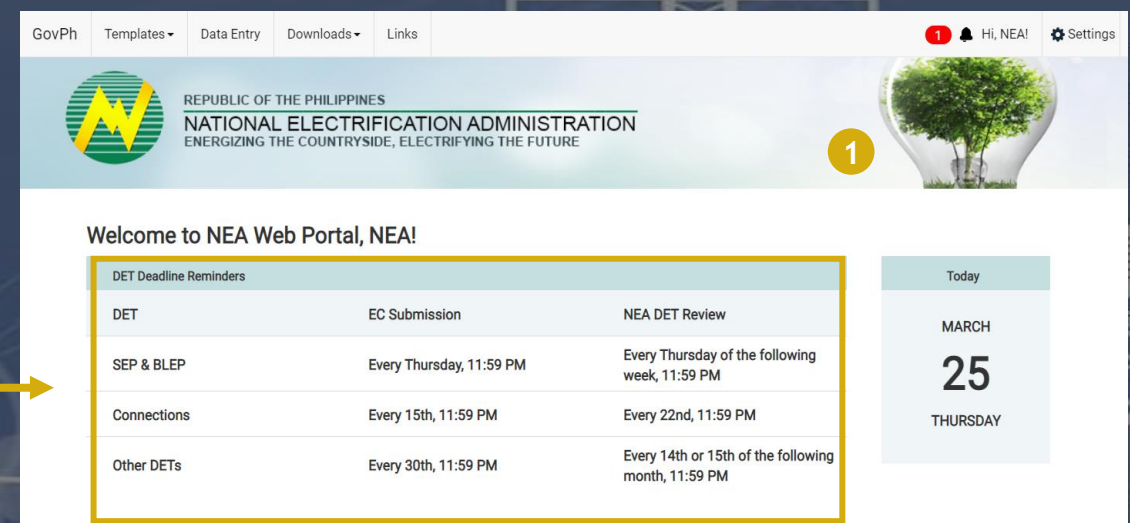 GovPh Templates Data Entry Downloads Links 1 Hi, NEA! Settings
REPUBLIC OF THE PHILIPPINES
NATIONAL ELECTRIFICATION ADMINISTRATION
ENERGIZING THE COUNTRYSIDE, ELECTRIFYING THE FUTURE
1
Welcome to NEA Web Portal, NEA!
DET Deadline Reminders
DET EC Submission NEA DET Review
SEP & BLEP Every Thursday, 11:59 PM Every Thursday of the following
week, 11:59 PM
Connections Every 15th, 11:59 PM Every 22nd, 11:59 PM
Other DETs Every 30th, 11:59 PM Every 14th or 15th of the following
month, 11:59 PM
Today
MARCH
25
THURSDAY